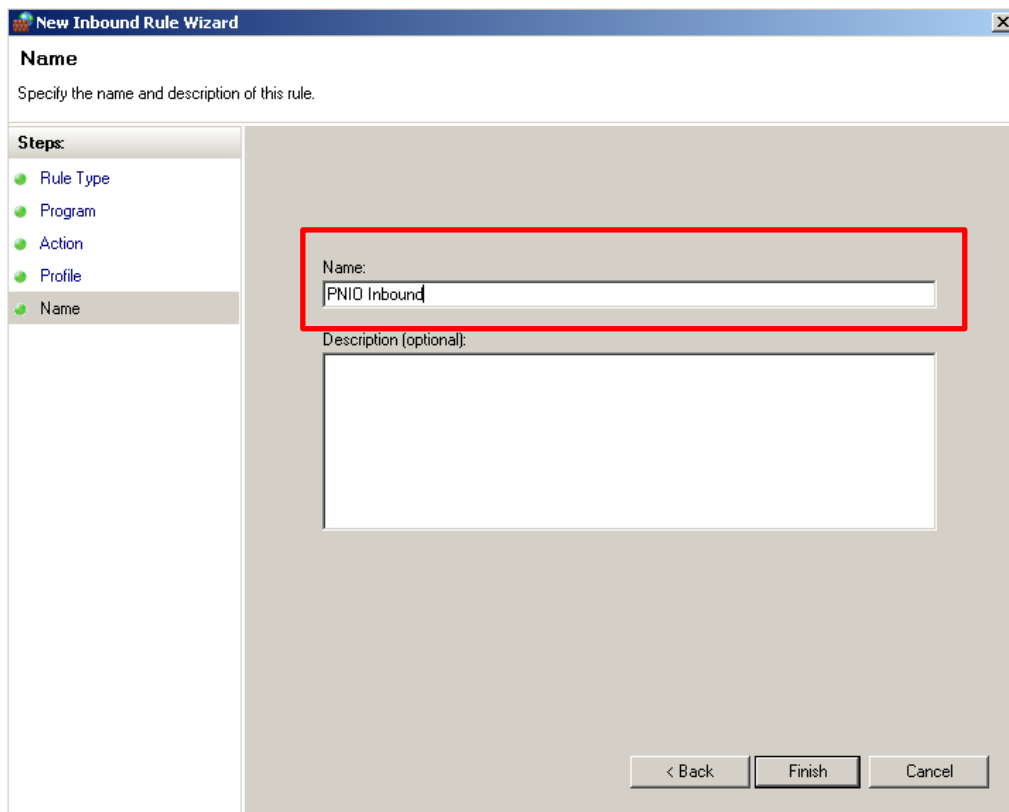 New Inbound Rule Wizard
Name
Specify the name and description of this rule.
Steps:
Rule Type
Program
Action
Profile
Name
Name:
PNIO Inbound
Description (optional):
< Back
Finish
Cancel